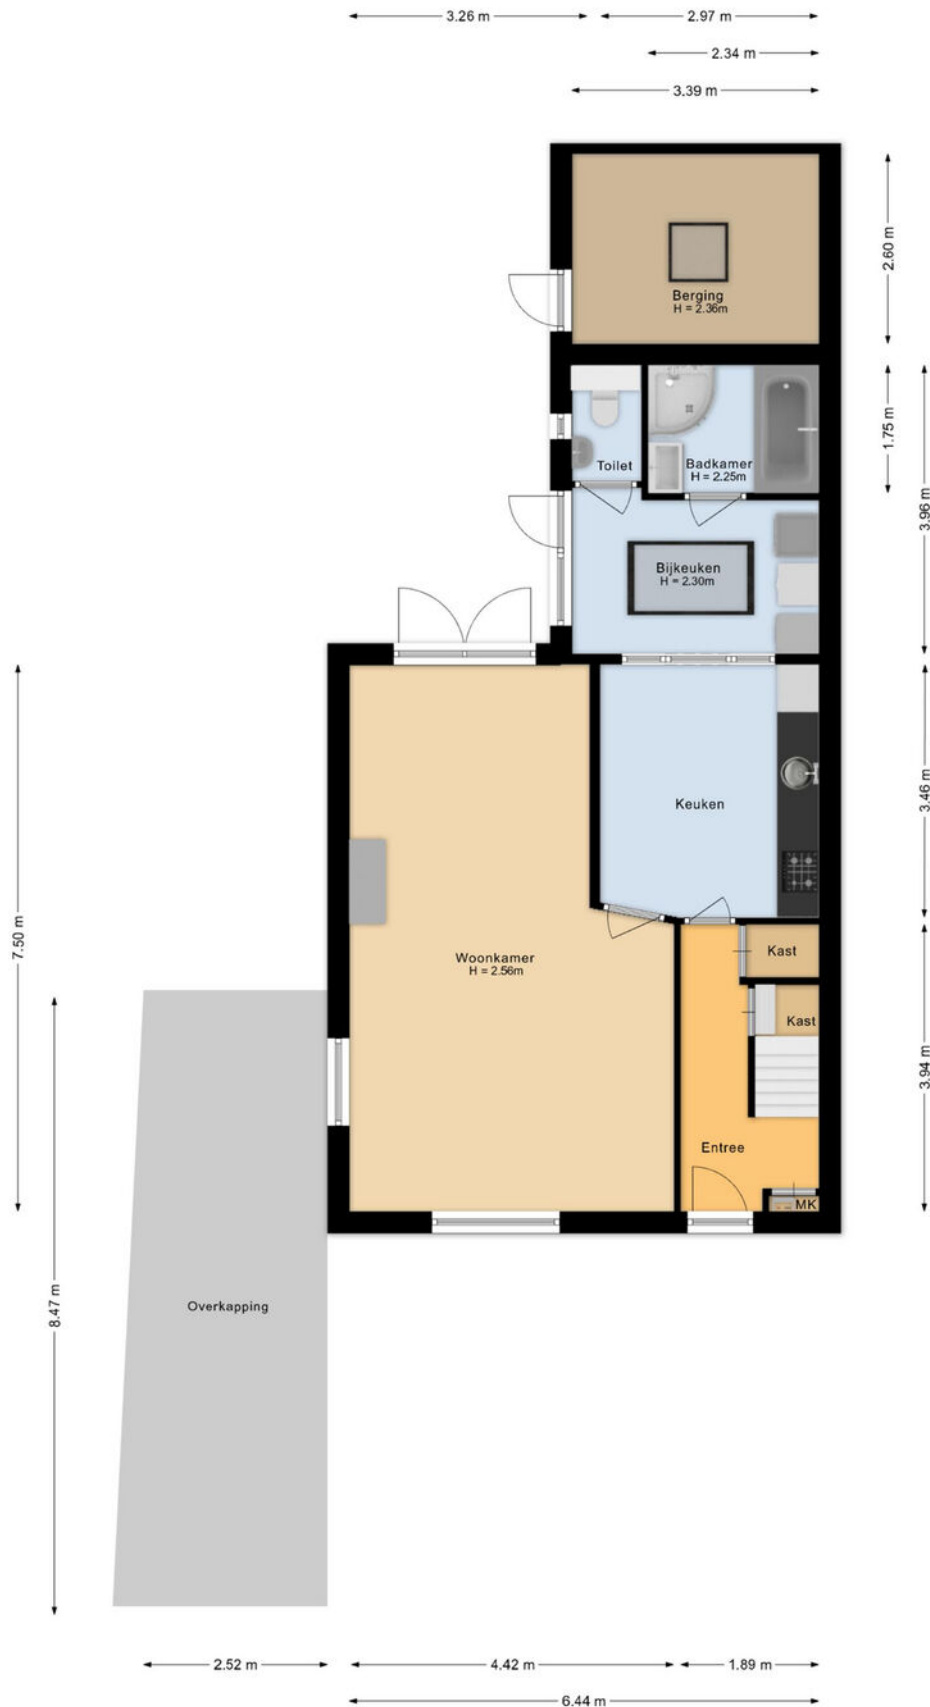 3.26 m
2.97 m
2.34 m
3.39 m
2.60 m
Berging
H = 2.36m
1.75 m
Toilet
Badkamer
H = 2.25m
3.96 m
Bijkeuken
H = 2.30m
3.46 m
Keuken
7.50 m
Woonkamer
H = 2.56m
Kast
Kast
3.94 m
Entree
MK
8.47 m
Overkapping
2.52 m
4.42 m
1.89 m
6.44 m